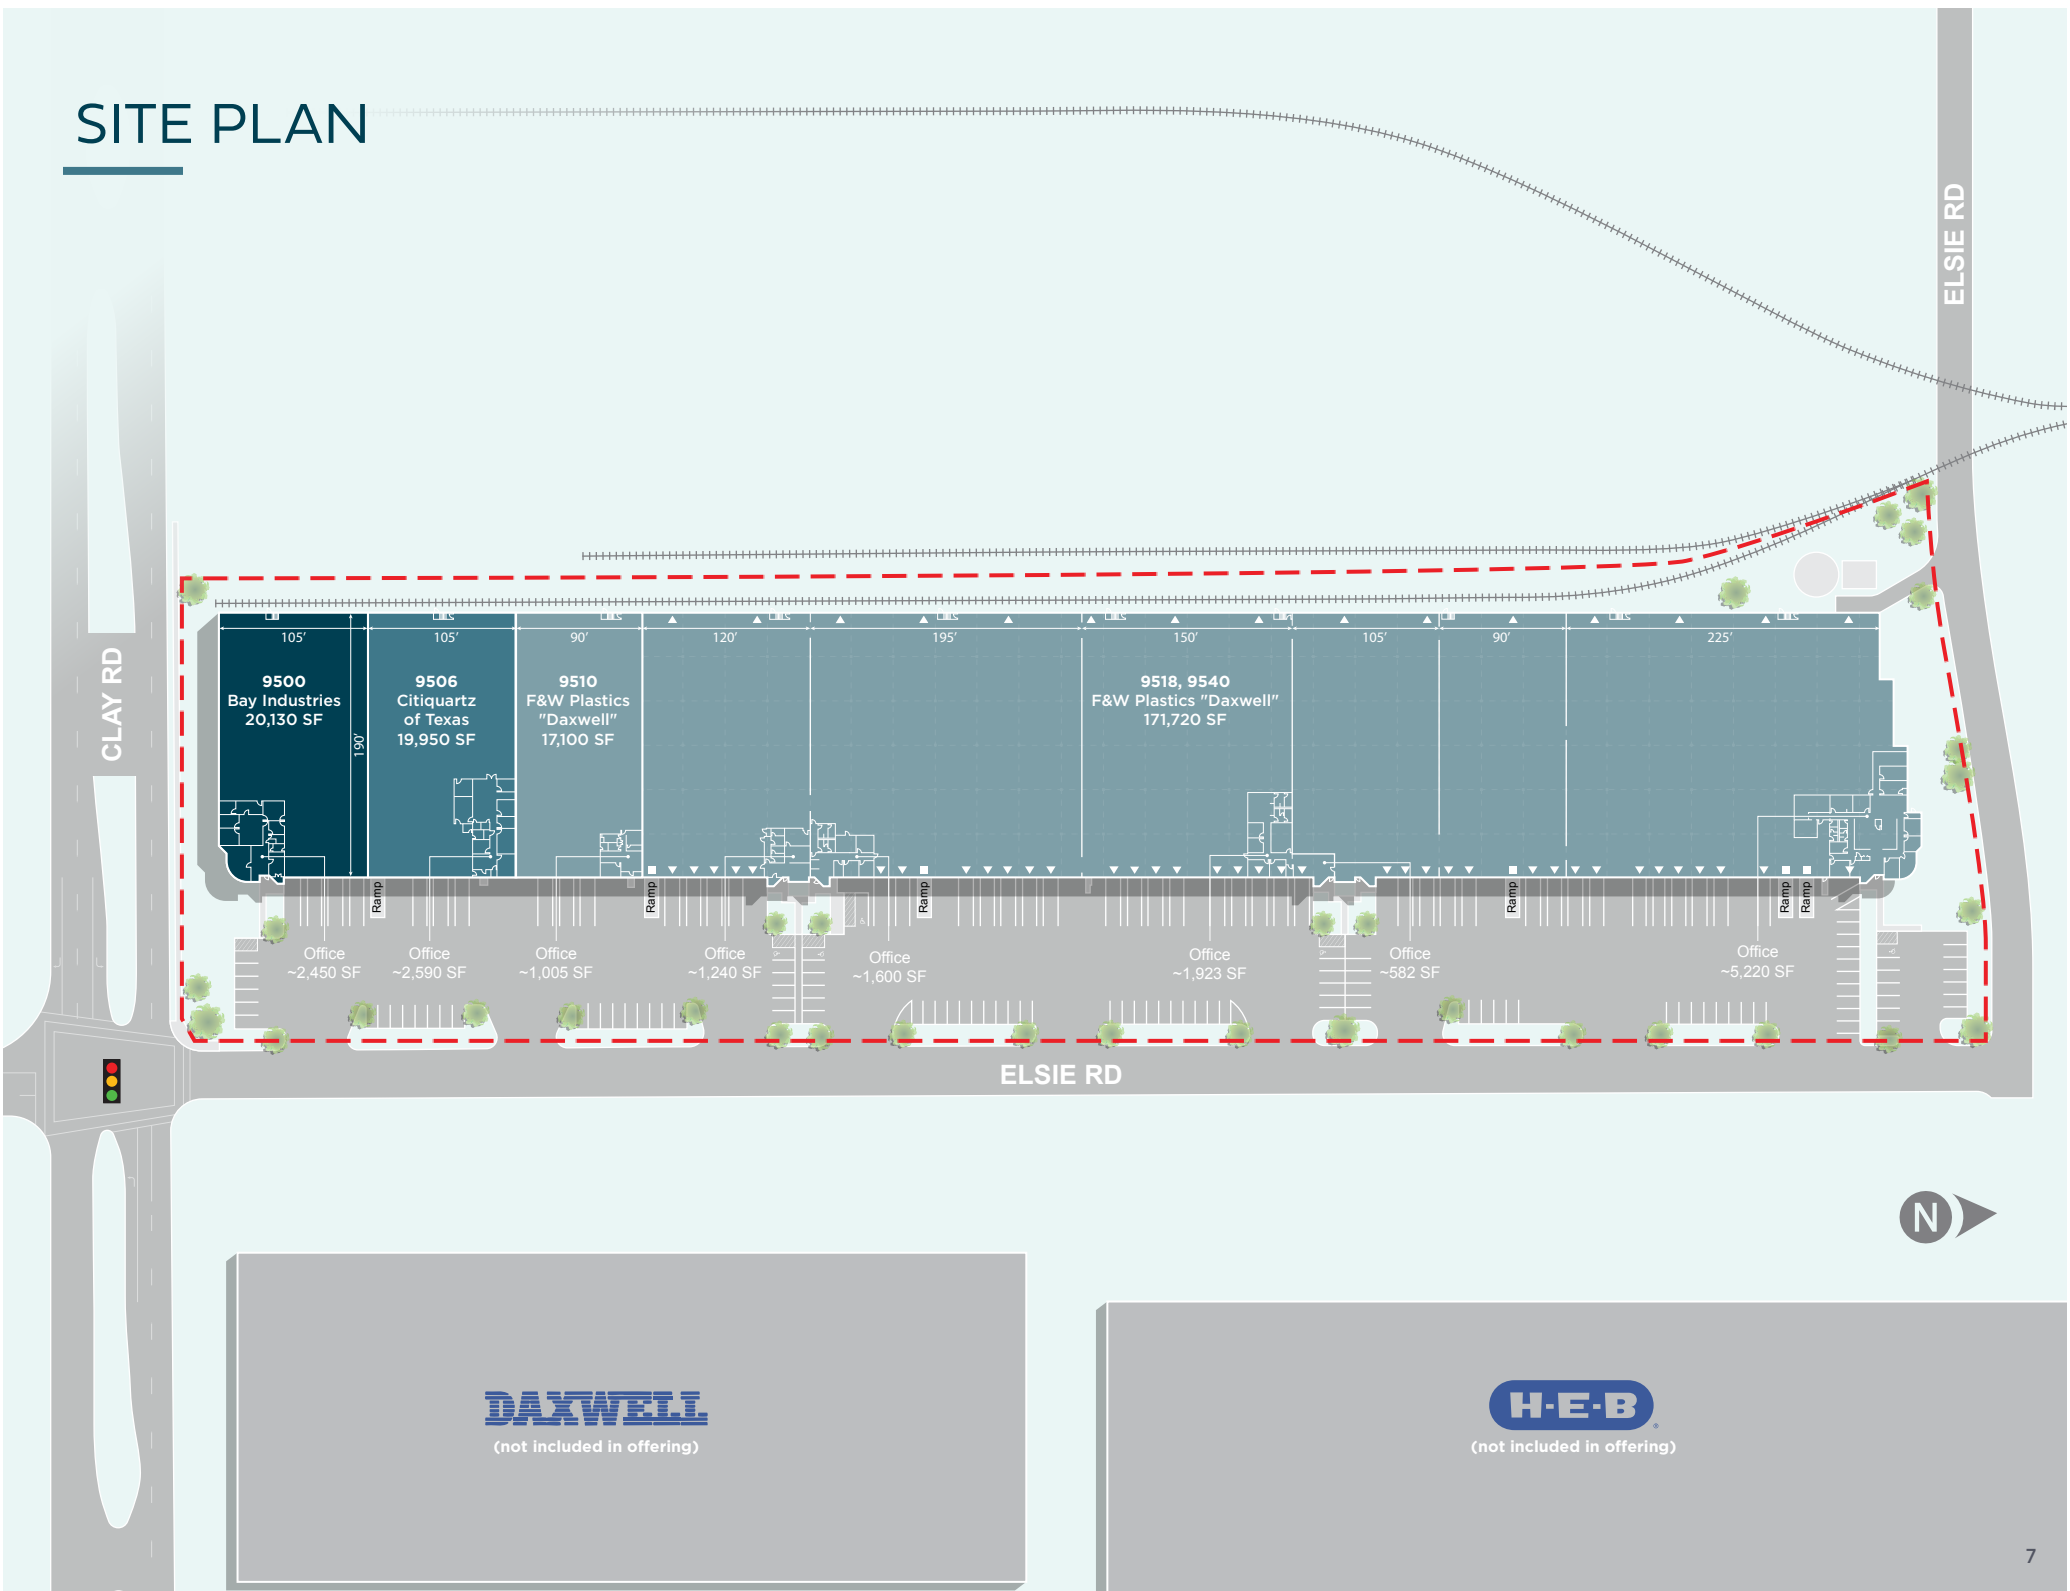 SITE PLAN
ELSIE RD
CLAY RD
105’
105’
90’
120’
195’
150’
105’
90’
225’
190’
9500
Bay Industries
20,130 SF
9506
Citiquartz
of Texas
19,950 SF
9510
F&W Plastics
"Daxwell"
17,100 SF
9518, 9540
F&W Plastics "Daxwell"
171,720 SF
Ramp
Ramp
Ramp
Ramp
Ramp
Ramp
Office
~2,450 SF
Office
~2,590 SF
Office
~1,005 SF
Office
~1,240 SF
Office
~1,600 SF
Office
~1,923 SF
Office
~582 SF
Office
~5,220 SF
ELSIE RD
N
DAXWELL
(not included in offering)
H-E-B®
(not included in offering)
7